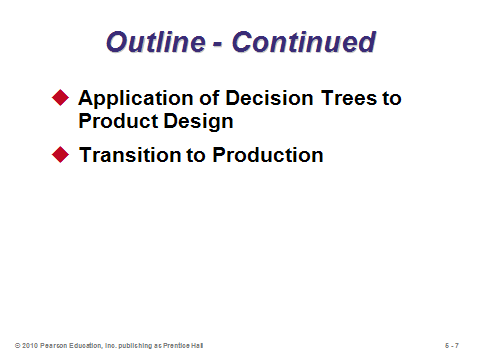 Outline - Continued
Application of Decision Trees to
Product Design
Transition to Production
© 2010 Pearson Education, Inc. publishing as Prentice Hall
5 - 7